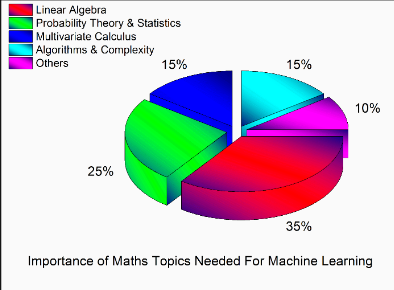 Linear Algebra
Probability Theory & Statistics
Multivariate Calculus
Algorithms & Complexity
Others
15%
15%
10%
25%
35%
Importance of Maths Topics Needed For Machine Learning